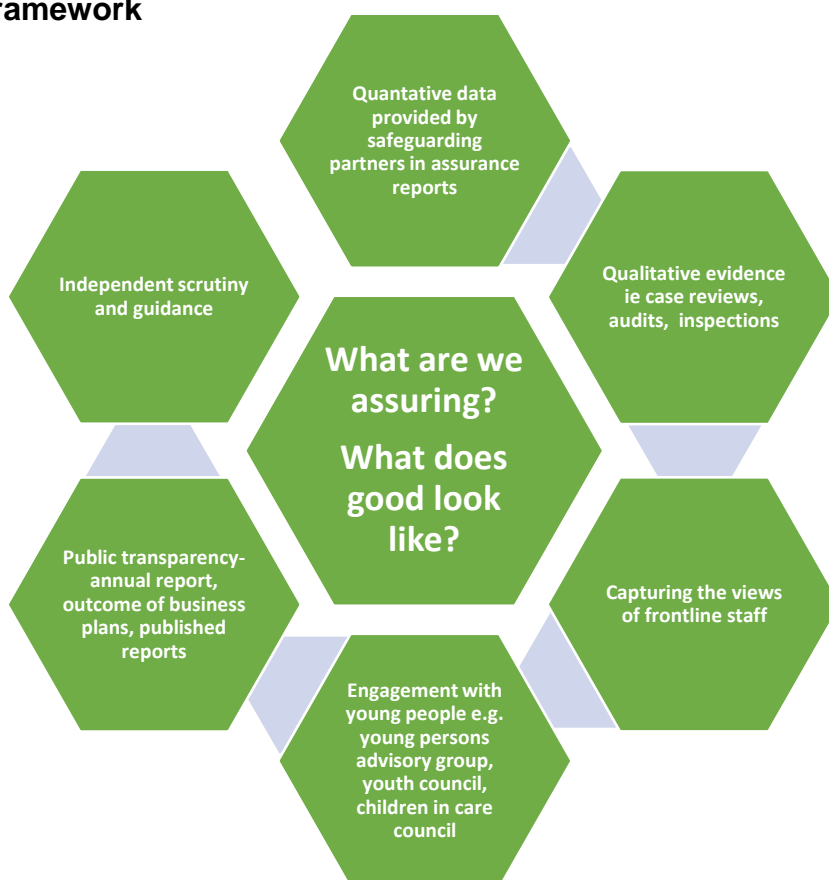 ramework
Quantative data
provided by
safeguarding
partners in assurance
reports
Independent scrutiny
and guidance
Qualitative evidence
ie case reviews,
audits, inspections
What are we
assuring?
What does
good look
like?
Public transparency-
annual report,
outcome of business
plans, published
reports
Capturing the views
of frontline staff
Engagement with
young people e.g.
young persons
advisory group,
youth council,
children in care
council